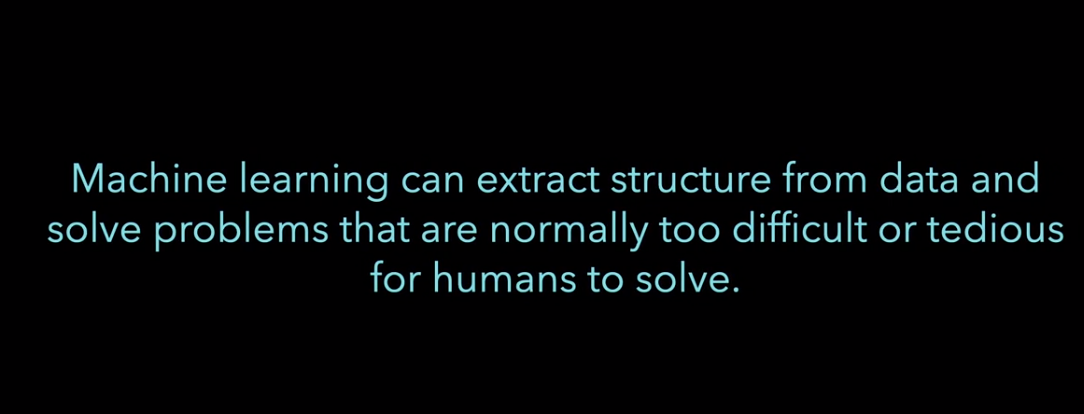 Machine learning can extract structure from data and
solve problems that are normally too difficult or tedious
for humans to solve.